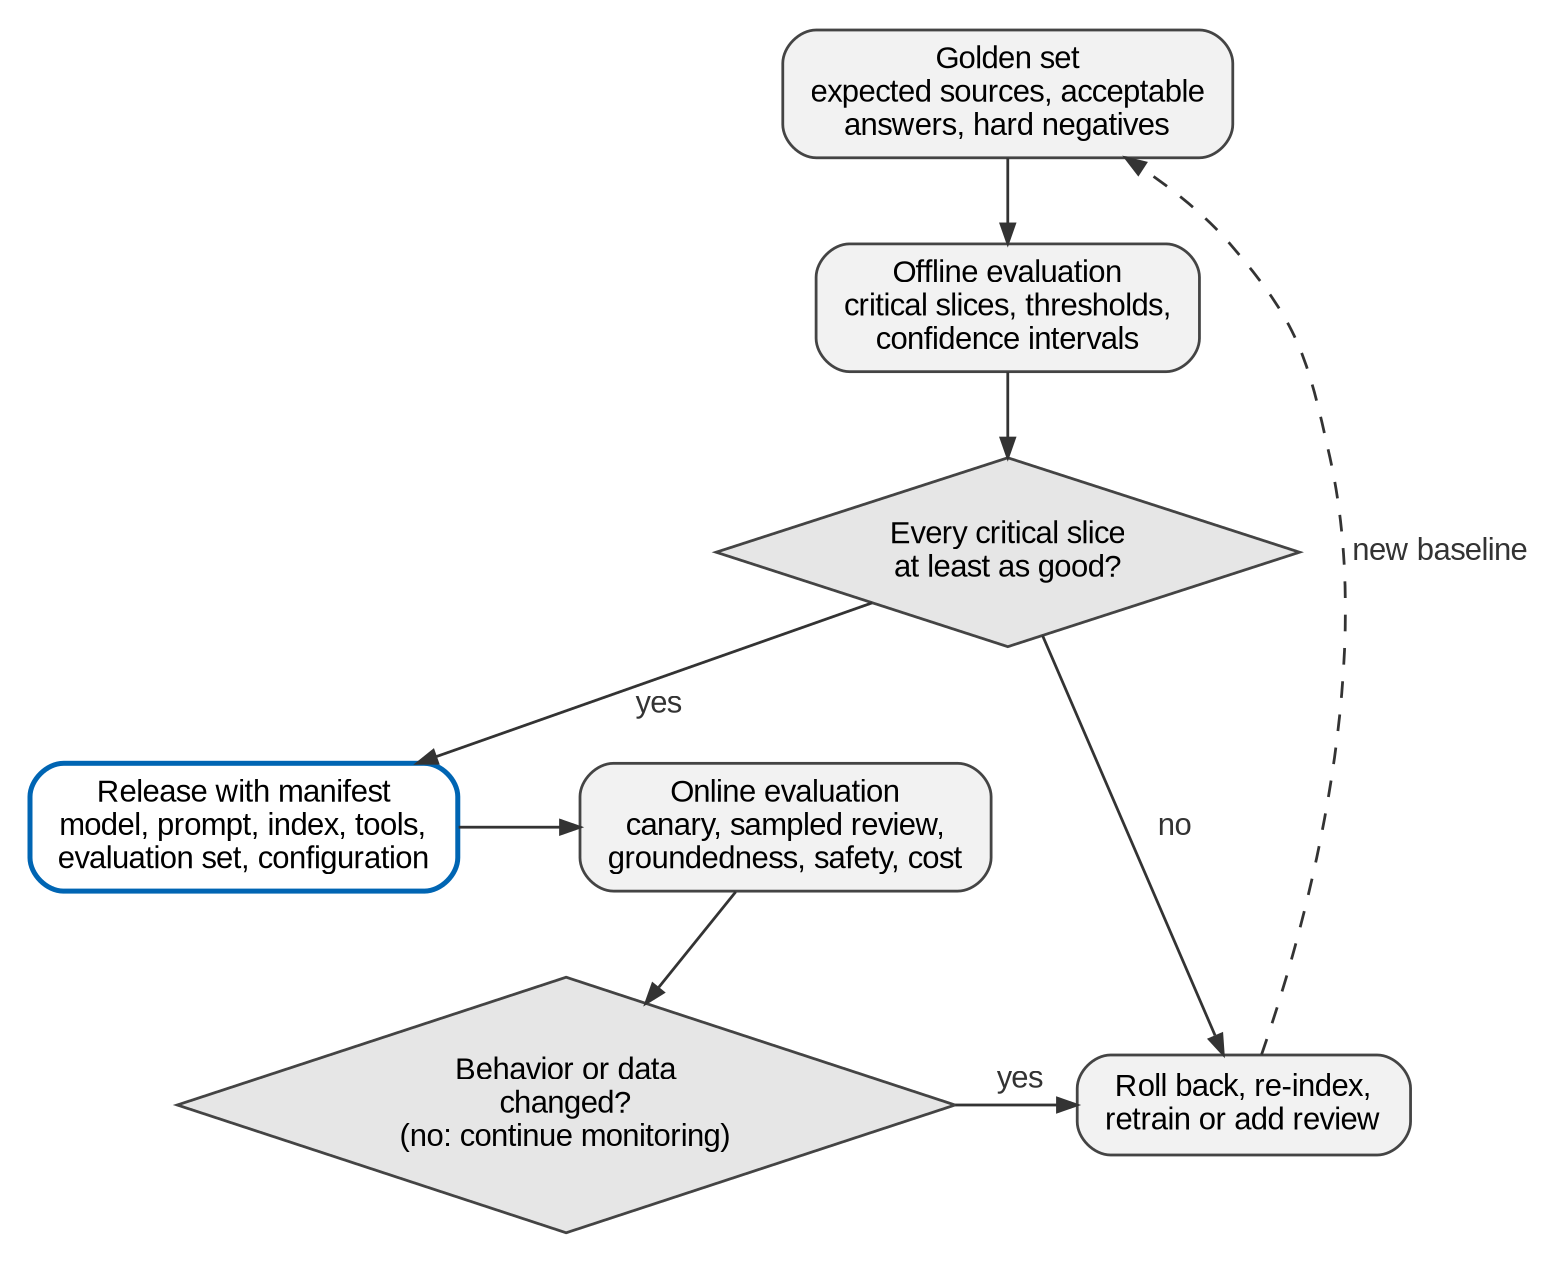 Golden set
expected sources, acceptable
answers, hard negatives
Offline evaluation
critical slices, thresholds,
confidence intervals
Every critical slice
at least as good?
new baseline
yes
no
Release with manifest
model, prompt, index, tools,
evaluation set, configuration
Online evaluation
canary, sampled review,
groundedness, safety, cost
Behavior or data
changed?
(no: continue monitoring)
yes
Roll back, re-index,
retrain or add review